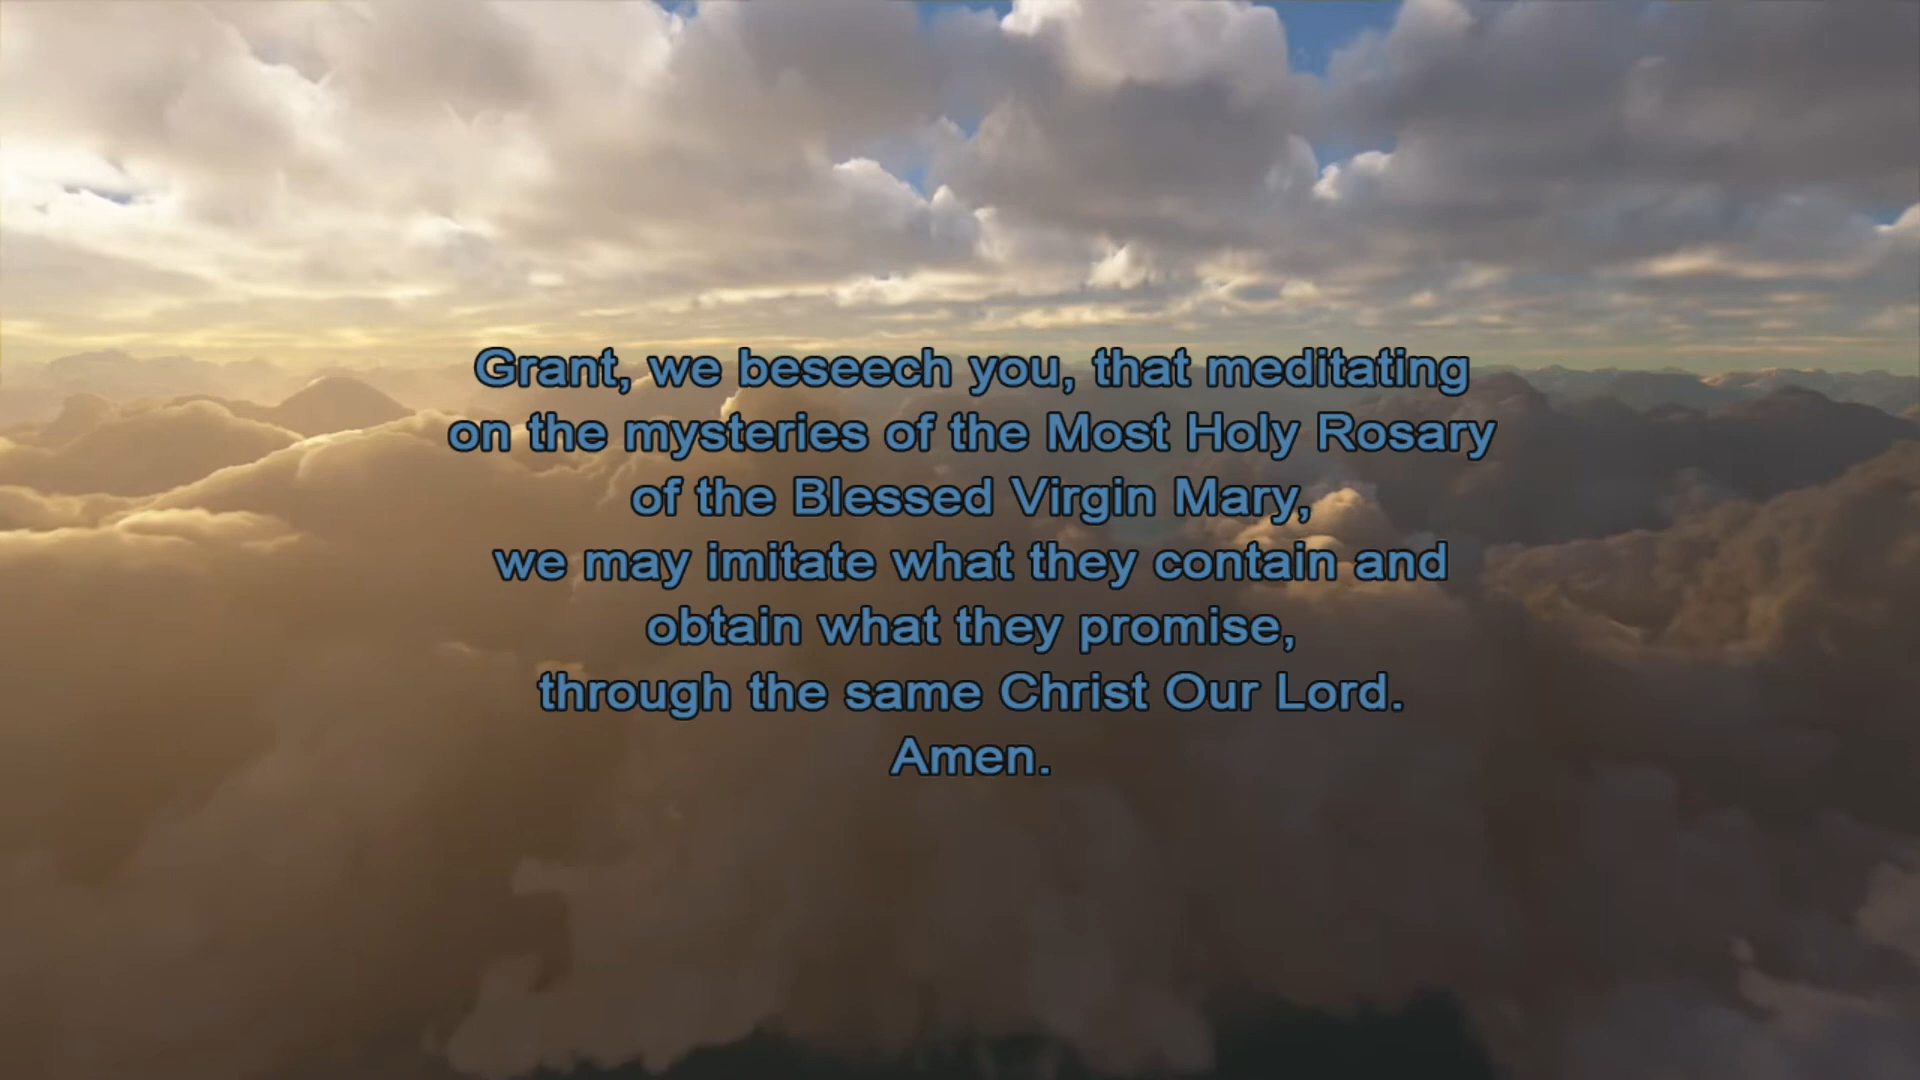 Grant, we beseech you, that meditating
on the mysteries of the Most Holy Rosary
of the Blessed Virgin Mary,
we may imitate what they contain and
obtain what they promise,
through the same Christ Our Lord.
Amen.